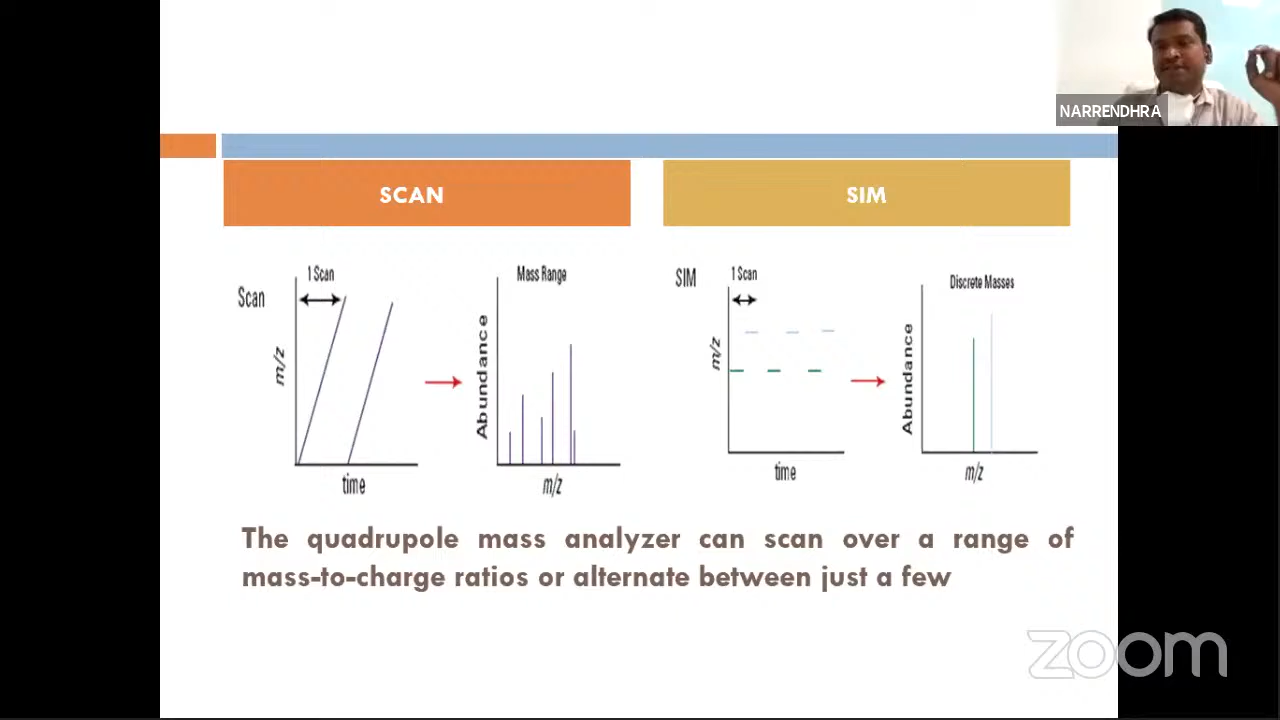 NARRENDHRA
SCAN
SIM
Scan
1 Scan
m/z
time
Mass Range
Abundance
m/z
SIM
1 Scan
m/z
time
Discrete Masses
Abundance
m/z
The quadrupole mass analyzer can scan over a range of
mass-to-charge ratios or alternate between just a few
zoom